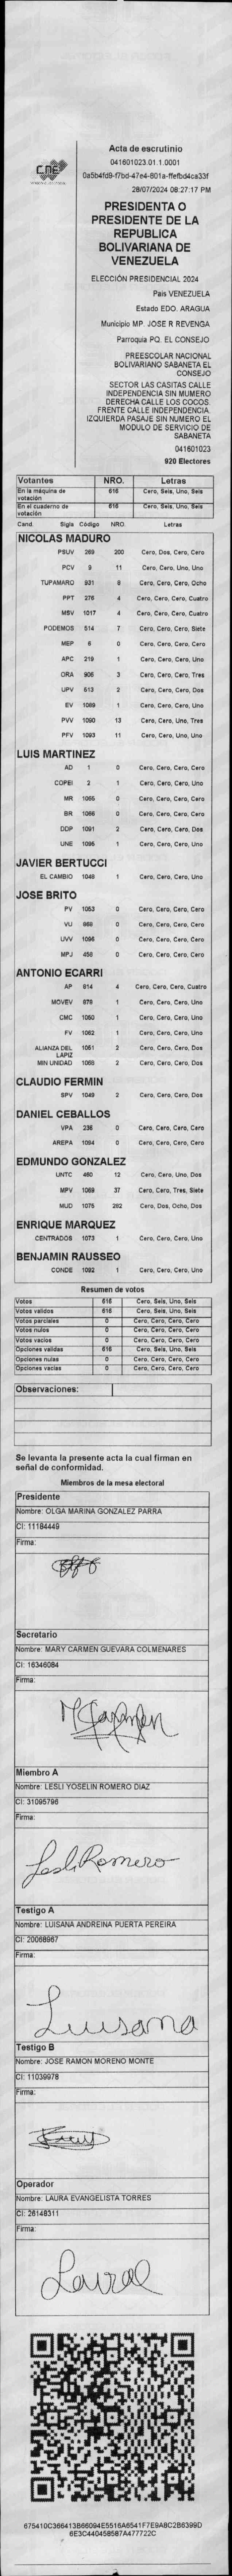 Acta de escrutinio
041601023.01.1.0001
0a5b4fd9-f7bd-47e4-801a-ffefbd4ca33f
28/07/2024 08:27:17 PM
CNE
PRESIDENTA O
PRESIDENTE DE LA
REPUBLICA
BOLIVARIANA DE
VENEZUELA
ELECCIÓN PRESIDENCIAL 2024
Pais VENEZUELA
Estado EDO. ARAGUA
Municipio MP. JOSE R REVENGA
Parroquia PQ. EL CONSEJO
PREESCOLAR NACIONAL
BOLIVARIANO SABANETA EL
CONSEJO
SECTOR LAS CASITAS CALLE
INDEPENDENCIA SIN MUMERO
DERECHA CALLE LOS COCOS.
FRENTE CALLE INDEPENDENCIA.
IZQUIERDA PASAJE SIN NUMERO EL
MODULO DE SERVICIO DE
SABANETA
041601023
920 Electores
Votantes NRO. Letras
En la máquina de votación 616 Cero, Seis, Uno, Seis
En el cuaderno de votación 616 Cero, Seis, Uno, Seis
Cand. Sigla Código NRO. Letras
NICOLAS MADURO
PSUV 269 200 Cero, Dos, Cero, Cero
PCV 9 11 Cero, Cero, Uno, Uno
TUPAMARO 931 8 Cero, Cero, Cero, Ocho
PPT 276 4 Cero, Cero, Cero, Cuatro
MSV 1017 4 Cero, Cero, Cero, Cuatro
PODEMOS 514 7 Cero, Cero, Cero, Siete
MEP 6 0 Cero, Cero, Cero, Cero
APC 219 1 Cero, Cero, Cero, Uno
ORA 906 3 Cero, Cero, Cero, Tres
UPV 613 2 Cero, Cero, Cero, Dos
EV 1089 1 Cero, Cero, Cero, Uno
PVV 1090 13 Cero, Cero, Uno, Tres
PFV 1093 11 Cero, Cero, Uno, Uno
LUIS MARTINEZ
AD 1 0 Cero, Cero, Cero, Cero
COPEI 2 1 Cero, Cero, Cero, Uno
MR 1065 0 Cero, Cero, Cero, Cero
BR 1066 0 Cero, Cero, Cero, Cero
DDP 1091 2 Cero, Cero, Cero, Dos
UNE 1095 1 Cero, Cero, Cero, Uno
JAVIER BERTUCCI
EL CAMBIO 1048 1 Cero, Cero, Cero, Uno
JOSE BRITO
PV 1053 0 Cero, Cero, Cero, Cero
VU 0 Cero, Cero, Cero, Cero
UVV 1096 0 Cero, Cero, Cero, Cero
MPJ 458 0 Cero, Cero, Cero, Cero
ANTONIO ECARRI
AP 814 4 Cero, Cero, Cero, Cuatro
MOVEV 1 Cero, Cero, Cero, Uno
CMC 1050 1 Cero, Cero, Cero, Uno
FV 1062 1 Cero, Cero, Cero, Uno
ALIANZA DEL LAPIZ 1051 2 Cero, Cero, Cero, Dos
MIN UNIDAD 1068 2 Cero, Cero, Cero, Dos
CLAUDIO FERMIN
SPV 1049 2 Cero, Cero, Cero, Dos
DANIEL CEBALLOS
VPA 236 0 Cero, Cero, Cero, Cero
AREPA 1094 0 Cero, Cero, Cero, Cero
EDMUNDO GONZALEZ
UNTC 460 12 Cero, Cero, Uno, Dos
MPV 1069 37 Cero, Cero, Tres, Siete
MUD 1075 282 Cero, Dos, Ocho, Dos
ENRIQUE MARQUEZ
CENTRADOS 1073 1 Cero, Cero, Cero, Uno
BENJAMIN RAUSSEO
CONDE 1092 1 Cero, Cero, Cero, Uno
Resumen de votos
Votos 616 Cero, Seis, Uno, Seis
Votos validos 616 Cero, Seis, Uno, Seis
Votos parciales 0 Cero, Cero, Cero, Cero
Votos nulos 0 Cero, Cero, Cero, Cero
Votos vacios 0 Cero, Cero, Cero, Cero
Opciones validas 616 Cero, Seis, Uno, Seis
Opciones nulas 0 Cero, Cero, Cero, Cero
Opciones vacias 0 Cero, Cero, Cero, Cero
Observaciones:
Se levanta la presente acta la cual firman en
señal de conformidad.
Miembros de la mesa electoral
Presidente
Nombre: OLGA MARINA GONZALEZ PARRA
CI: 11184449
Firma:
Secretario
Nombre: MARY CARMEN GUEVARA COLMENARES
CI: 16346084
Firma:
Miembro A
Nombre: LESLI YOSELIN ROMERO DIAZ
CI: 31095796
Firma:
Lesli Romero
Testigo A
Nombre: LUISANA ANDREINA PUERTA PEREIRA
CI: 20068967
Firma:
Luisana
Testigo B
Nombre: JOSE RAMON MORENO MONTE
CI: 11039978
Firma:
Operador
Nombre: LAURA EVANGELISTA TORRES
CI: 26148311
Firma:
675410C366413B66094E5516A6541F7E9A8C2B6399D
6E3C440458587A477722C